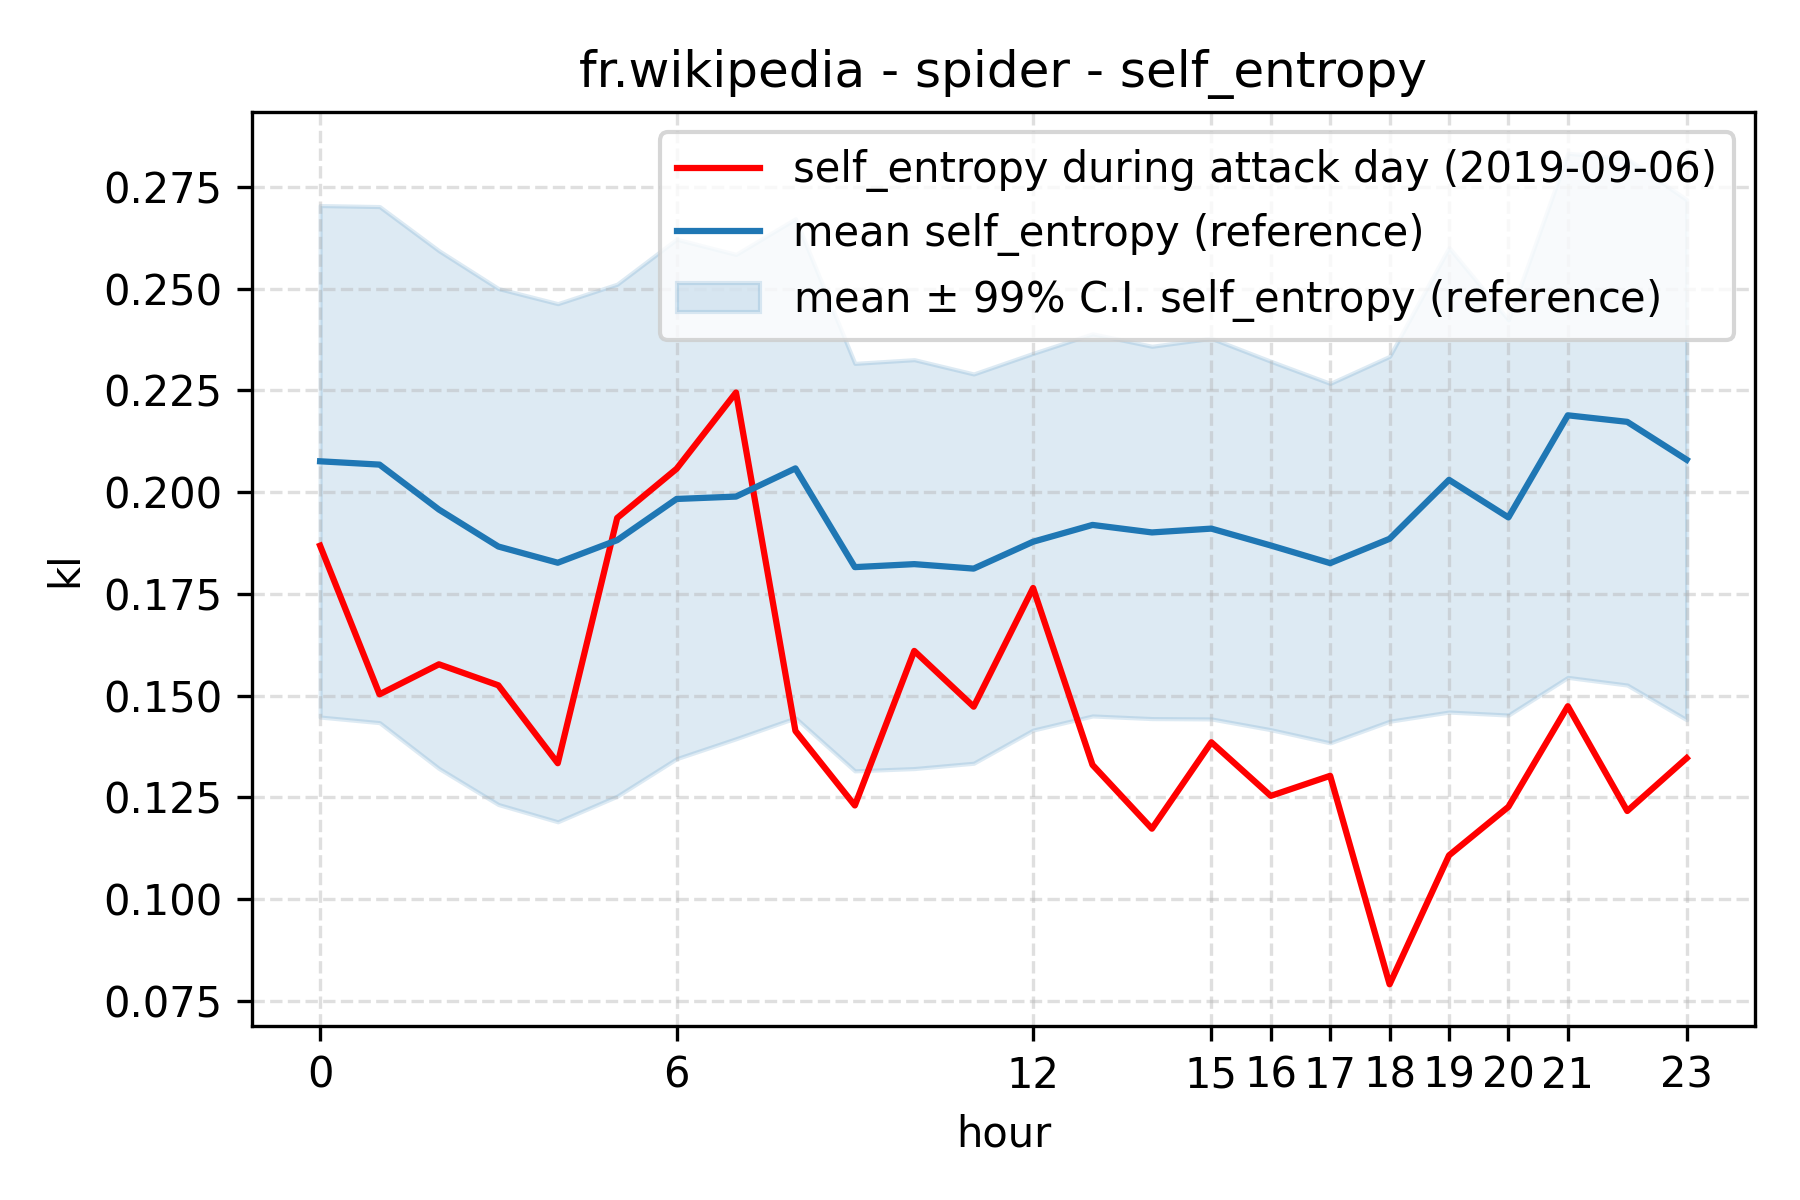 fr.wikipedia - spider - self_entropy
self_entropy during attack day (2019-09-06)
mean self_entropy (reference)
mean ± 99% C.I. self_entropy (reference)
kl
0.275
0.250
0.225
0.200
0.175
0.150
0.125
0.100
0.075
0 6 12 15 16 17 18 19 20 21 23
hour